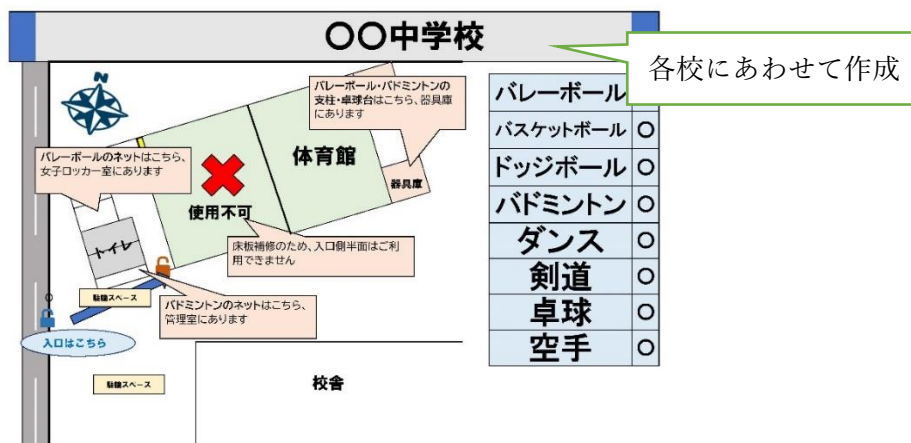 〇〇中学校
各校にあわせて作成
N
バレーボール・バドミントンの
支柱・卓球台はこちら、器具庫
にあります
バレーボールのネットはこちら、
女子ロッカー室にあります
体育館
器具庫
使用不可
床板補修のため、入口側半面はご利
用できません
トイレ
駐輪スペース
バドミントンのネットはこちら、
管理室にあります
入口はこちら
駐輪スペース
校舎
バレーボール
バスケットボール 〇
ドッジボール 〇
バドミントン 〇
ダンス 〇
剣道 〇
卓球 〇
空手 〇